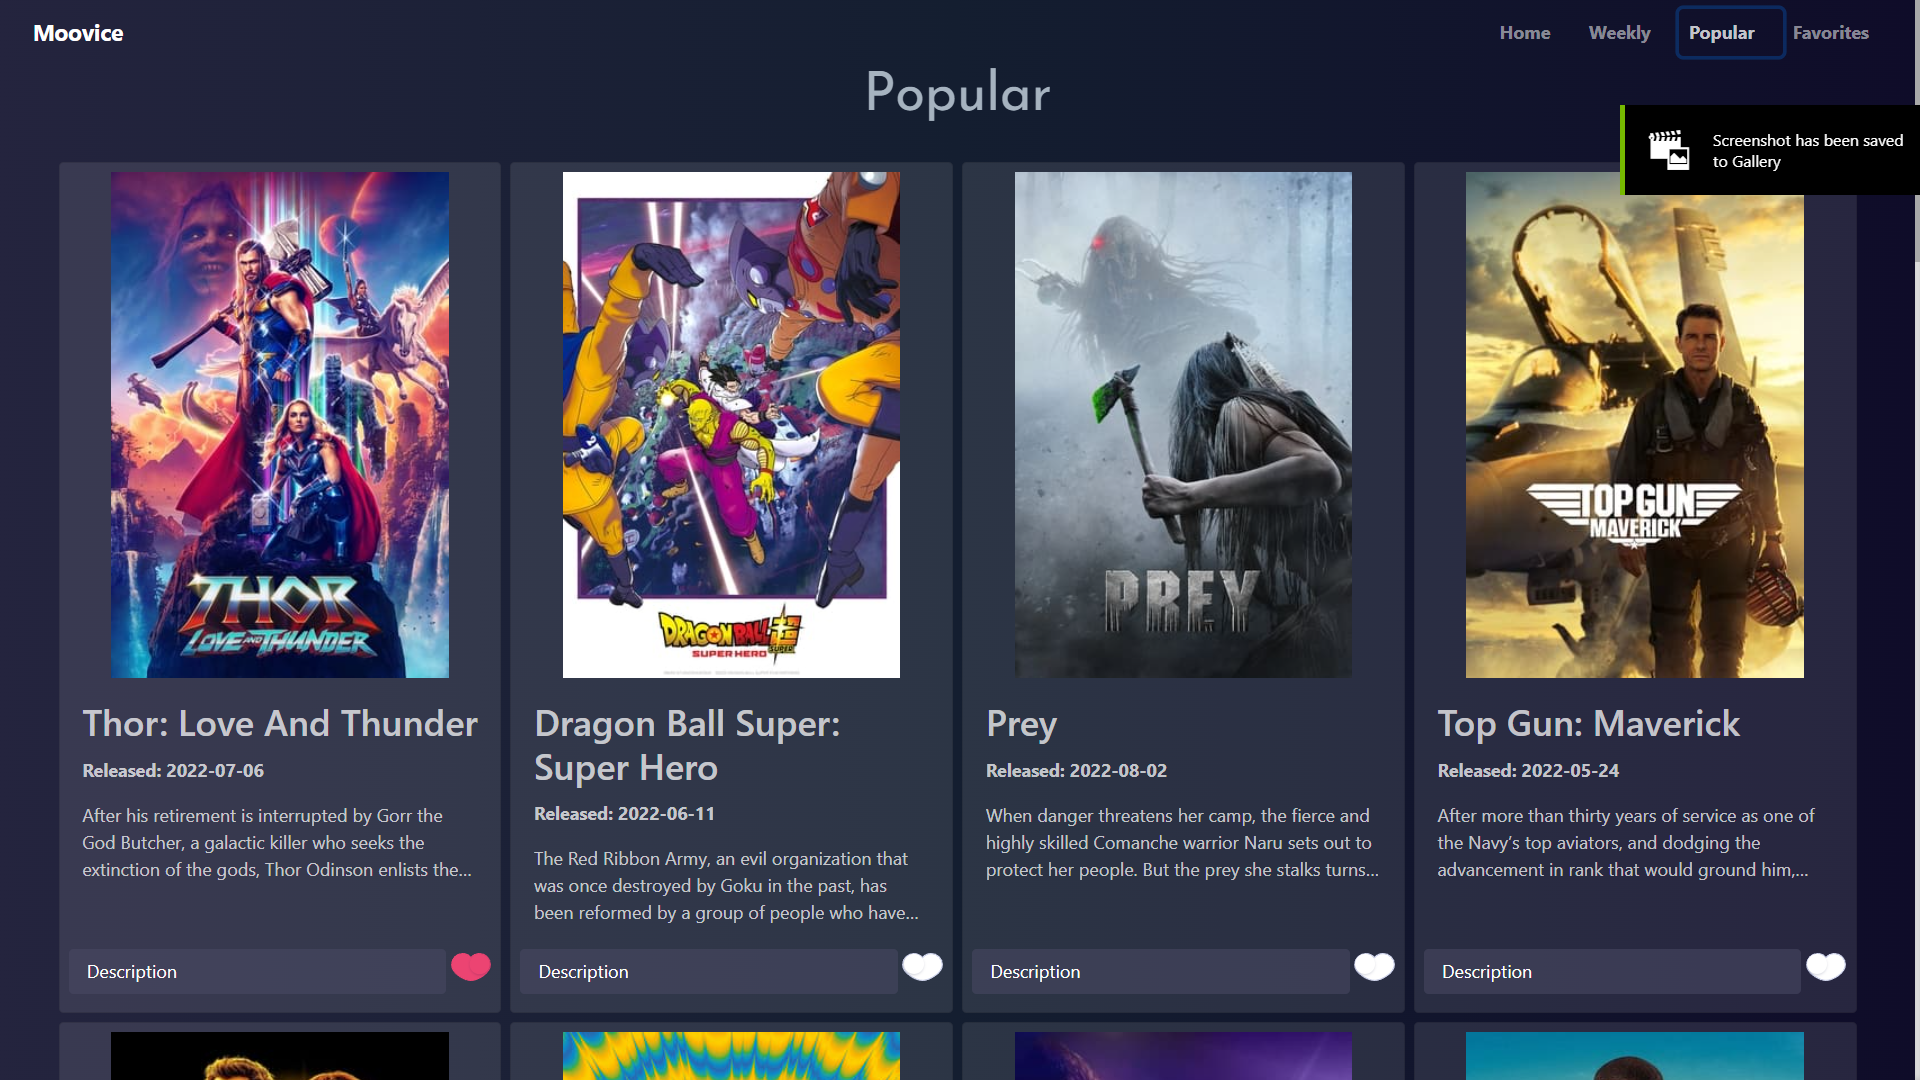 Moovice
Home
Weekly
Popular
Favorites
Popular
Screenshot has been saved
to Gallery
THOR
LOVE AND THUNDER
DRAGON BALL 超
SUPER
SUPER HERO
PREY
TOP GUN
MAVERICK
Thor: Love And Thunder
Released: 2022-07-06
After his retirement is interrupted by Gorr the
God Butcher, a galactic killer who seeks the
extinction of the gods, Thor Odinson enlists the...
Description
Dragon Ball Super:
Super Hero
Released: 2022-06-11
The Red Ribbon Army, an evil organization that
was once destroyed by Goku in the past, has
been reformed by a group of people who have...
Description
Prey
Released: 2022-08-02
When danger threatens her camp, the fierce and
highly skilled Comanche warrior Naru sets out to
protect her people. But the prey she stalks turns...
Description
Top Gun: Maverick
Released: 2022-05-24
After more than thirty years of service as one of
the Navy’s top aviators, and dodging the
advancement in rank that would ground him,...
Description